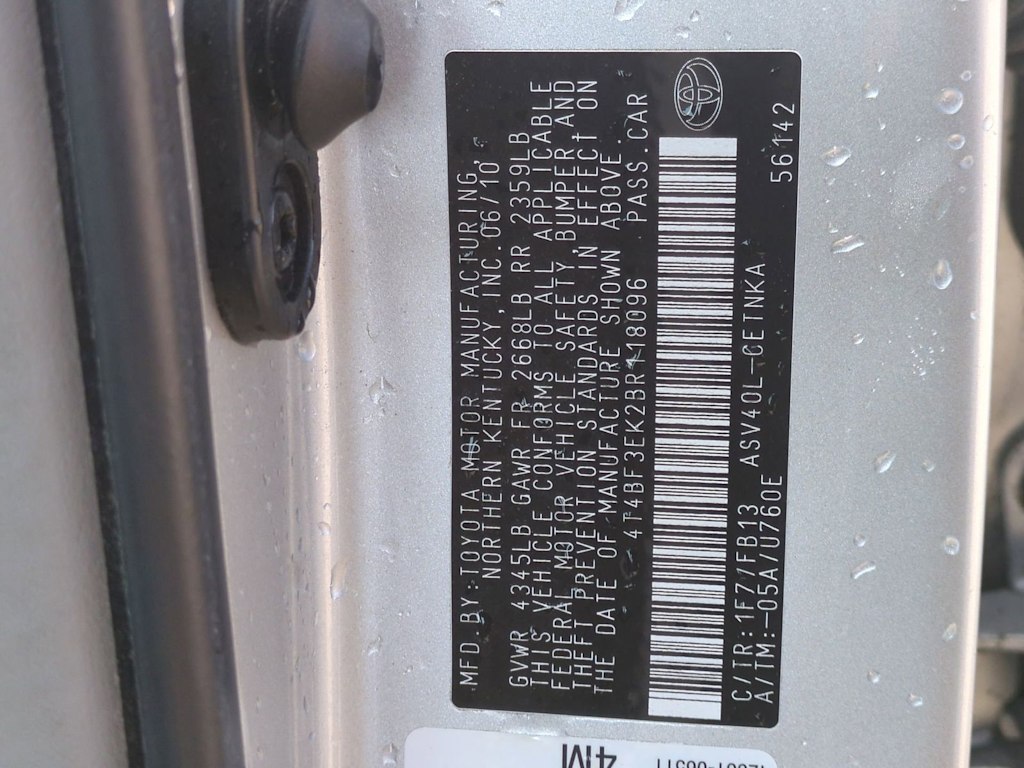 MFD.BY:TOYOTA MOTOR MANUFACTURING,
NORTHERN KENTUCKY,INC.06/10
GVWR 4345LB GAWR FR 2668LB RR 2359LB
THIS VEHICLE CONFORMS TO ALL APPLICABLE
FEDERAL MOTOR VEHICLE SAFETY,BUMPER,AND
THEFT PREVENTION STANDARDS IN EFFECT ON
THE DATE OF MANUFACTURE SHOWN ABOVE.
4T4BF3EK2BR118096 PASS.CAR
C/TR:1F7/FB13 ASV40L-CETNKA 56142
A/TM:-05A/U760E
4M